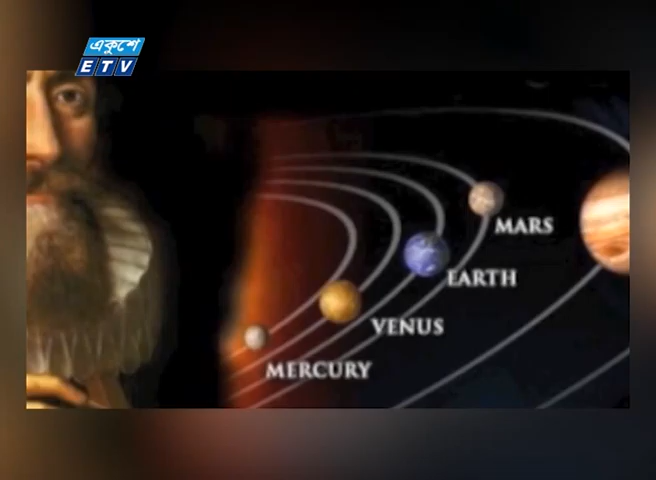 একুশে
ETV
MARS
EARTH
VENUS
MERCURY